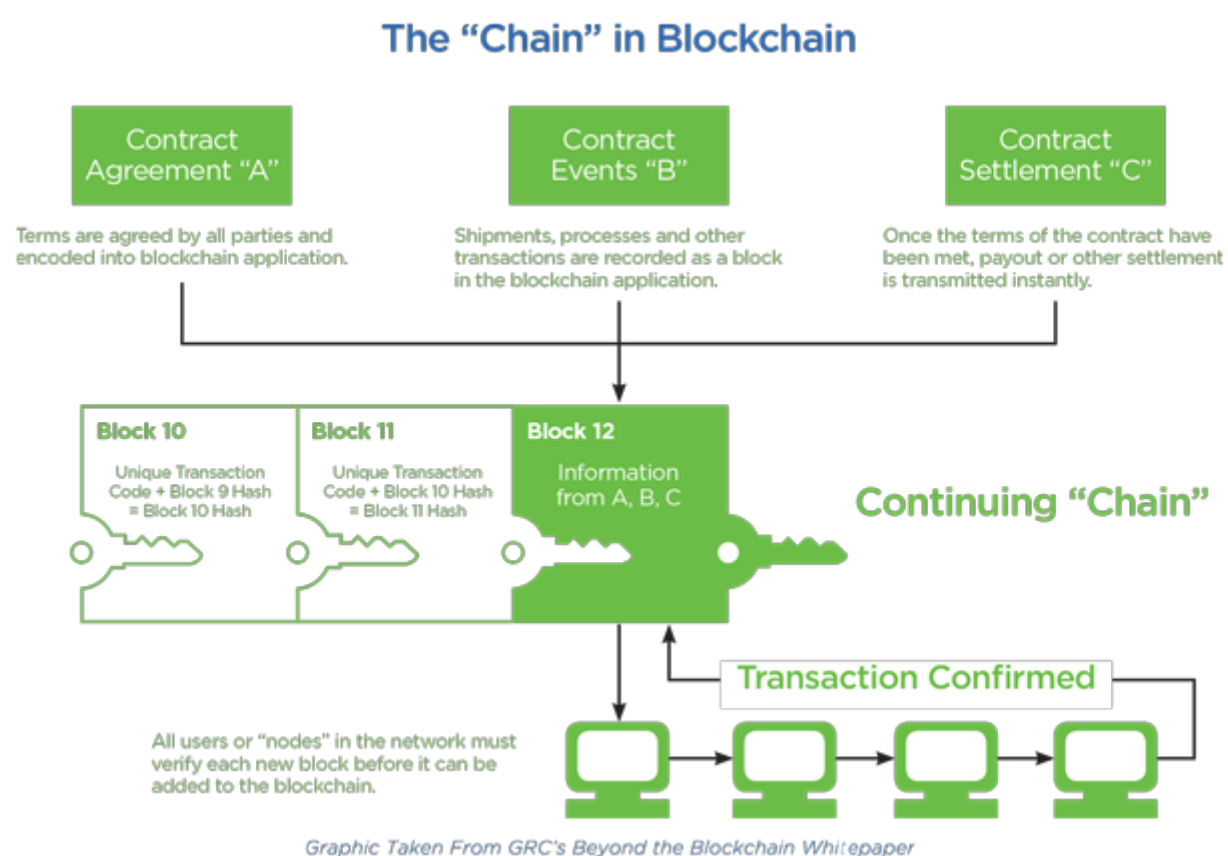 The “Chain” in Blockchain
Contract
Agreement “A”
Contract
Events “B”
Contract
Settlement “C”
Terms are agreed by all parties and
encoded into blockchain application.
Shipments, processes and other
transactions are recorded as a block
in the blockchain application.
Once the terms of the contract have
been met, payout or other settlement
is transmitted instantly.
Block 10
Unique Transaction
Code + Block 9 Hash
= Block 10 Hash
Block 11
Unique Transaction
Code + Block 10 Hash
= Block 11 Hash
Block 12
Information
from A, B, C
Continuing “Chain”
Transaction Confirmed
All users or “nodes” in the network must
verify each new block before it can be
added to the blockchain.
Graphic Taken From GRC’s Beyond the Blockchain Whitepaper